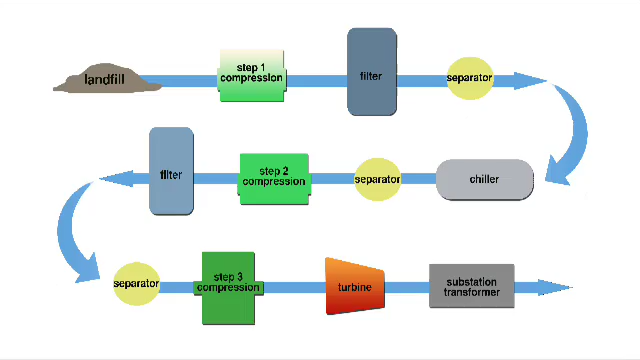 landfill
step 1
compression
filter
separator
chiller
separator
step 2
compression
filter
separator
step 3
compression
turbine
substation
transformer